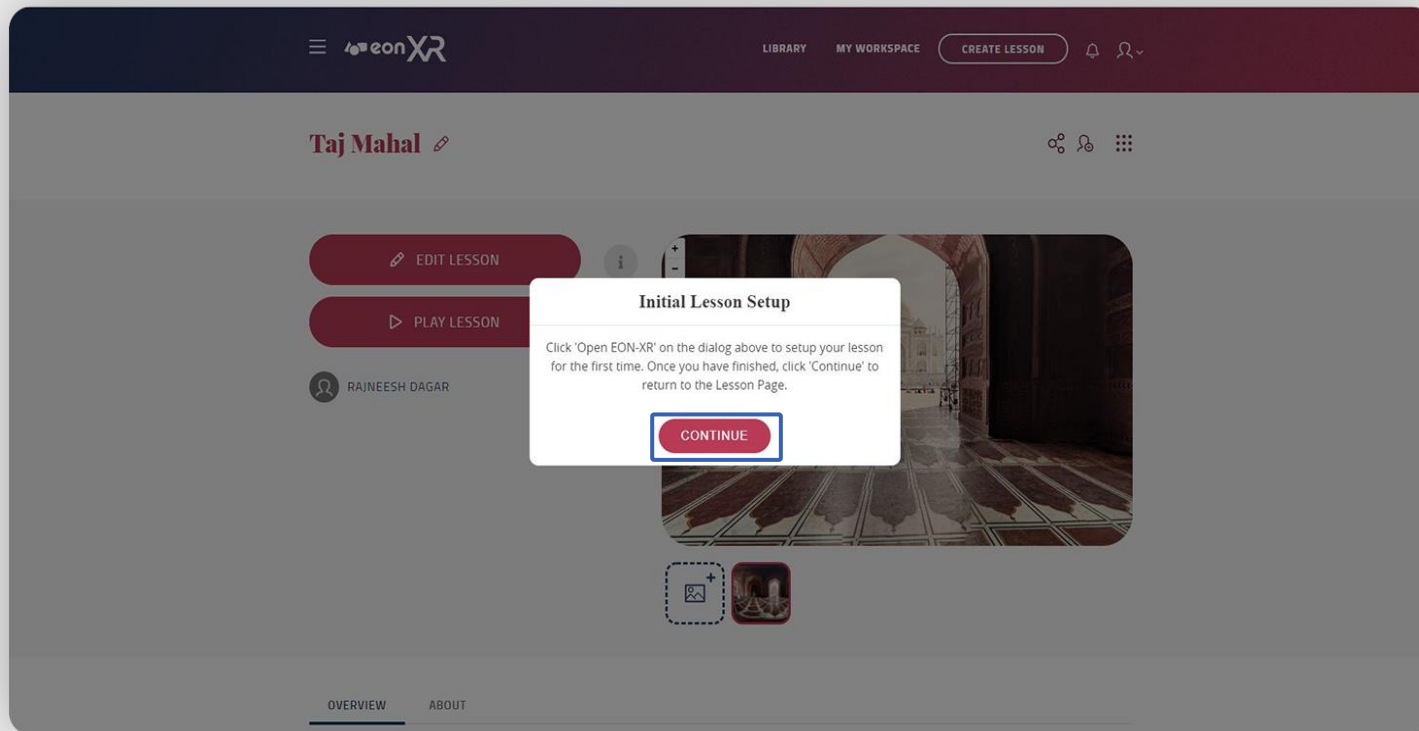 eonXR
LIBRARY MY WORKSPACE CREATE LESSON
Taj Mahal
EDIT LESSON
i
PLAY LESSON
RAJNEESH DAGAR
+
-
Initial Lesson Setup
Click 'Open EON-XR' on the dialog above to setup your lesson
for the first time. Once you have finished, click 'Continue' to
return to the Lesson Page.
CONTINUE
OVERVIEW ABOUT